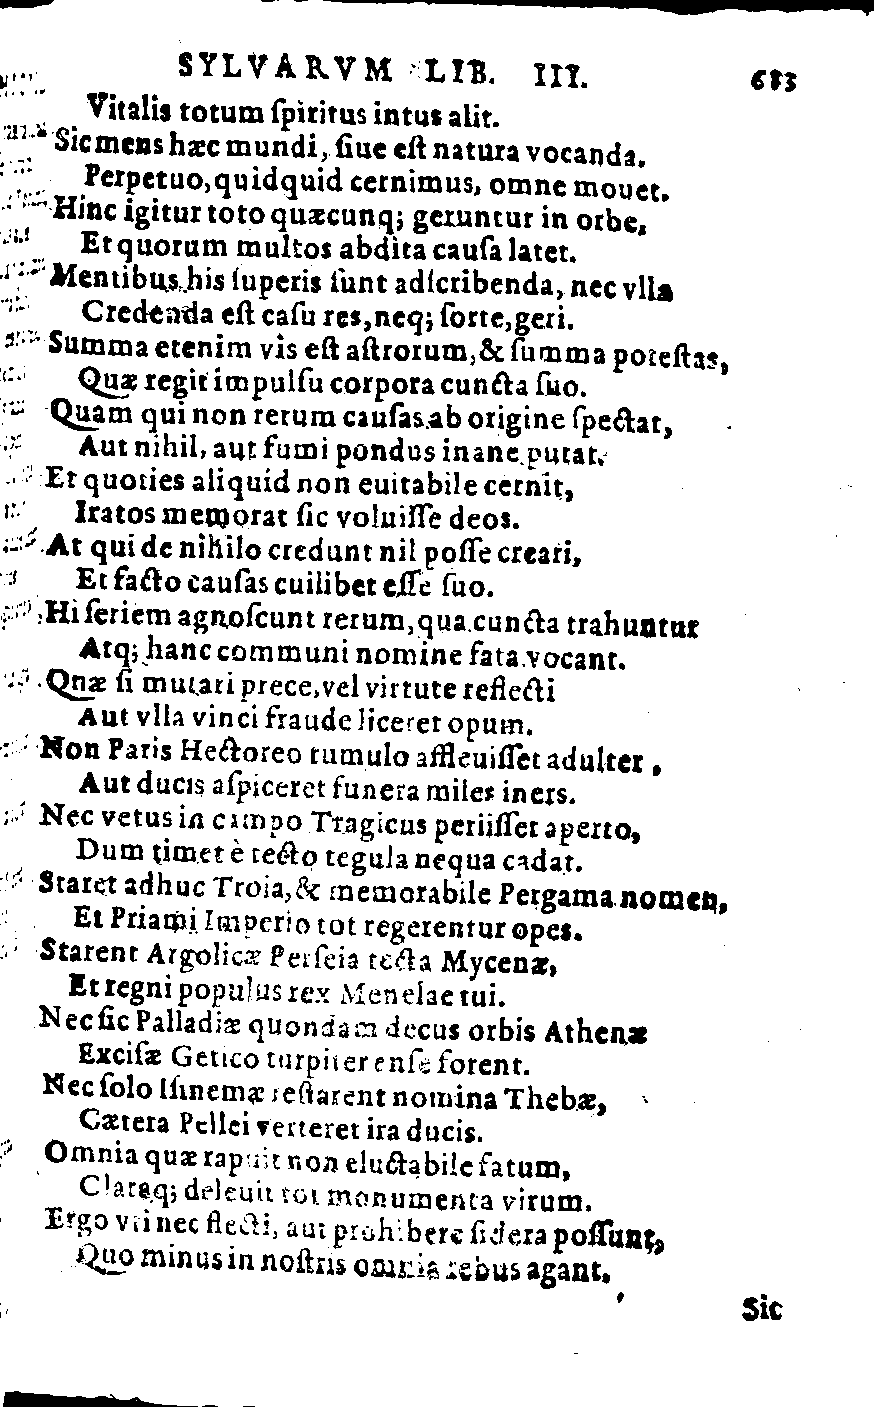 SYLVARVM LIB. III. 683
Vitalis totum ſpiritus intus alit.
Sic mens hæc mundi, ſiue eſt natura vocanda.
Perpetuo, quidquid cernimus, omne mouet.
Hinc igitur toto quæcunq; geruntur in orbe,
Et quorum multos abdita cauſa latet.
Mentibus his ſuperis ſunt adſcribenda, nec vlla
Credenda eſt caſu res, neq; ſorte, geri.
Summa etenim vis eſt aſtrorum, & ſumma poteſtas,
Quæ regit impulſu corpora cuncta ſuo.
Quam qui non rerum cauſas ab origine ſpectat,
Aut nihil, aut fumi pondus inane putat.
Et quoties aliquid non euitabile cernit,
Iratos memorat ſic voluiſſe deos.
At qui de nihilo credunt nil poſſe creari,
Et facto cauſas cuilibet eſſe ſuo.
Hi ſeriem agnoſcunt rerum, qua cuncta trahuntur
Atq; hanc communi nomine fata vocant.
Qnæ ſi mutari prece, vel virtute reflecti
Aut vlla vinci fraude liceret opum.
Non Paris Hectoreo tumulo affleuiſſet adulter,
Aut ducis aſpiceret funera miles iners.
Nec vetus in campo Tragicus periiſſet aperto,
Dum timet è tecto tegula nequa cadat.
Staret adhuc Troia, & memorabile Pergama nomen,
Et Priami Imperio tot regerentur opes.
Starent Argolicæ Perſeia tecta Mycenæ,
Et regni populus rex Menelae tui.
Nec ſic Palladiæ quondam decus orbis Athenæ
Exciſæ Getico turpiter enſe forent.
Nec ſolo Iſmemæ reſtarent nomina Thebæ,
Cætera Pellei verteret ira ducis.
Omnia quæ rapuit non eluctabile fatum,
Claraq; deleuit tot monumenta virum.
Ergo vti nec flecti, aut prohibere ſidera poſſunt,
Quo minus in noſtris omnia rebus agant.
Sic